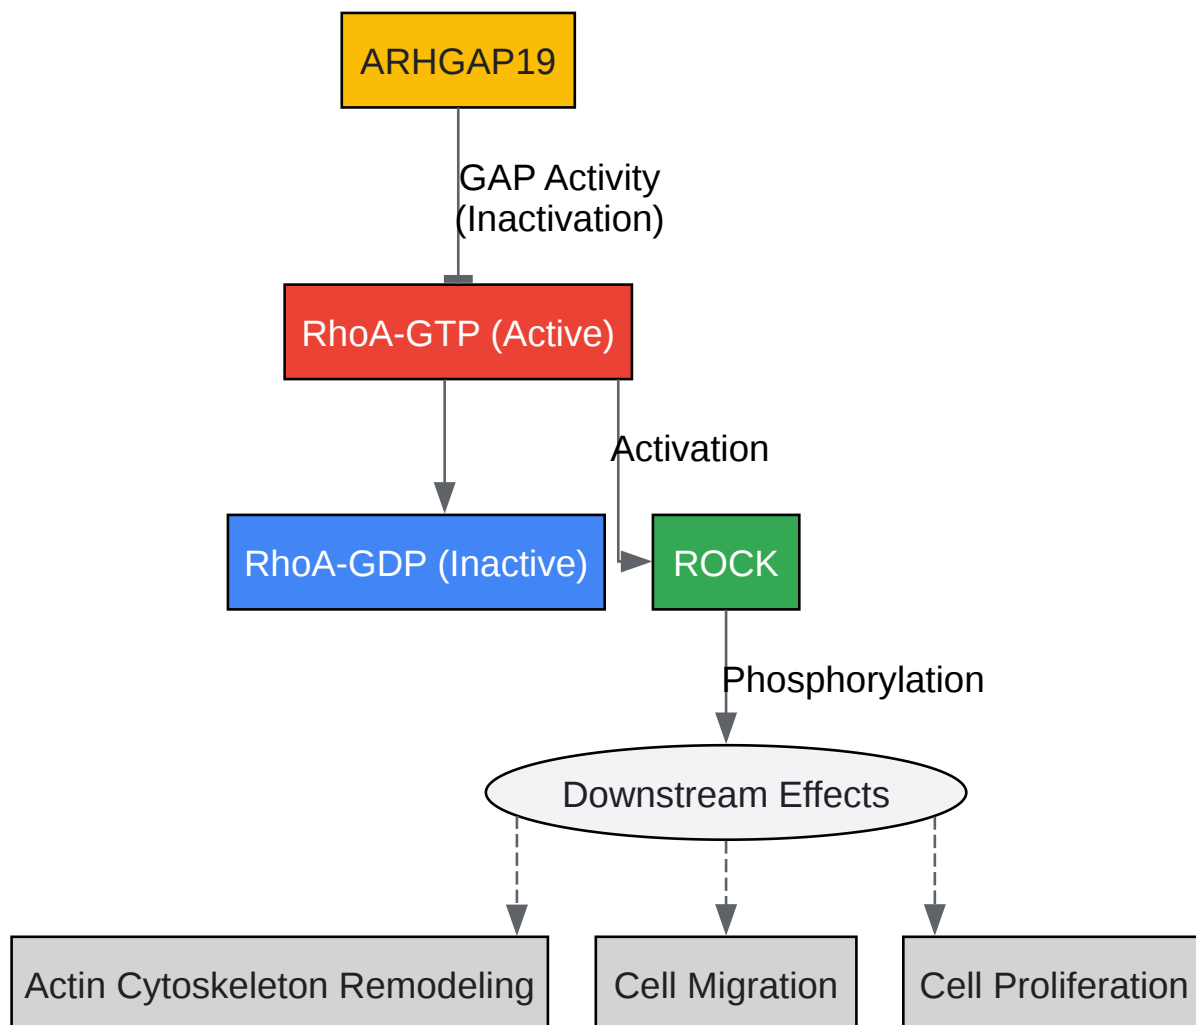 ARHGAP19
GAP Activity
(Inactivation)
RhoA-GTP (Active)
Activation
RhoA-GDP (Inactive)
ROCK
Phosphorylation
Downstream Effects
Actin Cytoskeleton Remodeling
Cell Migration
Cell Proliferation